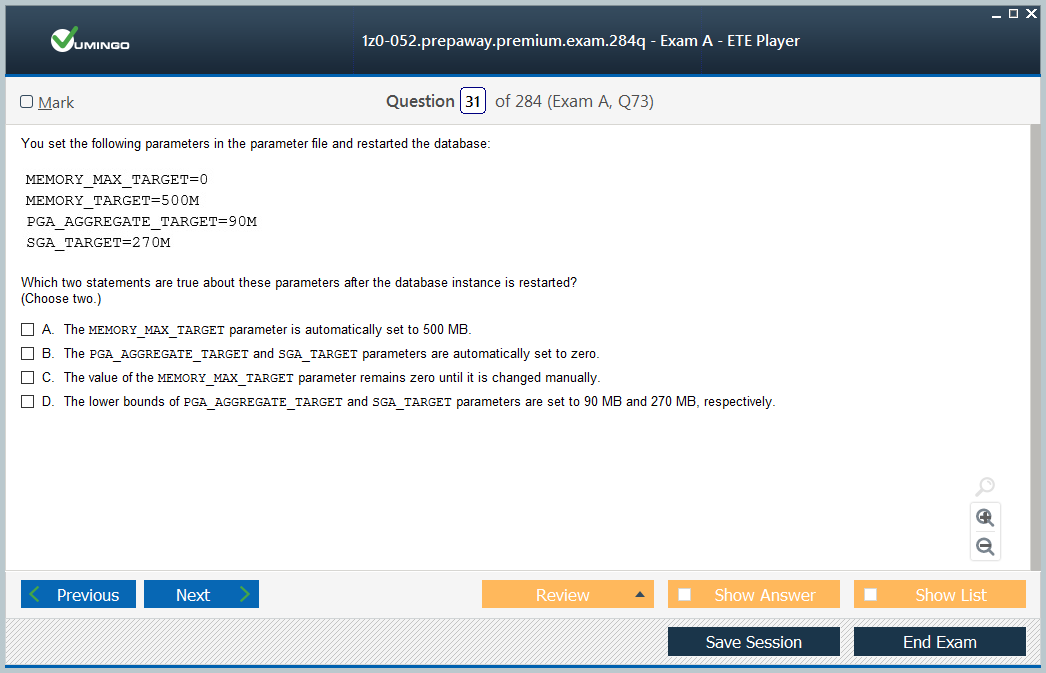 VUMINGO
1z0-052.prepaway.premium.exam.284q - Exam A - ETE Player
Mark
Question 31 of 284 (Exam A, Q73)
You set the following parameters in the parameter file and restarted the database:
MEMORY_MAX_TARGET=0
MEMORY_TARGET=500M
PGA_AGGREGATE_TARGET=90M
SGA_TARGET=270M
Which two statements are true about these parameters after the database instance is restarted?
(Choose two.)
A. The MEMORY_MAX_TARGET parameter is automatically set to 500 MB.
B. The PGA_AGGREGATE_TARGET and SGA_TARGET parameters are automatically set to zero.
C. The value of the MEMORY_MAX_TARGET parameter remains zero until it is changed manually.
D. The lower bounds of PGA_AGGREGATE_TARGET and SGA_TARGET parameters are set to 90 MB and 270 MB, respectively.
Previous Next Review Show Answer Show List
Save Session End Exam